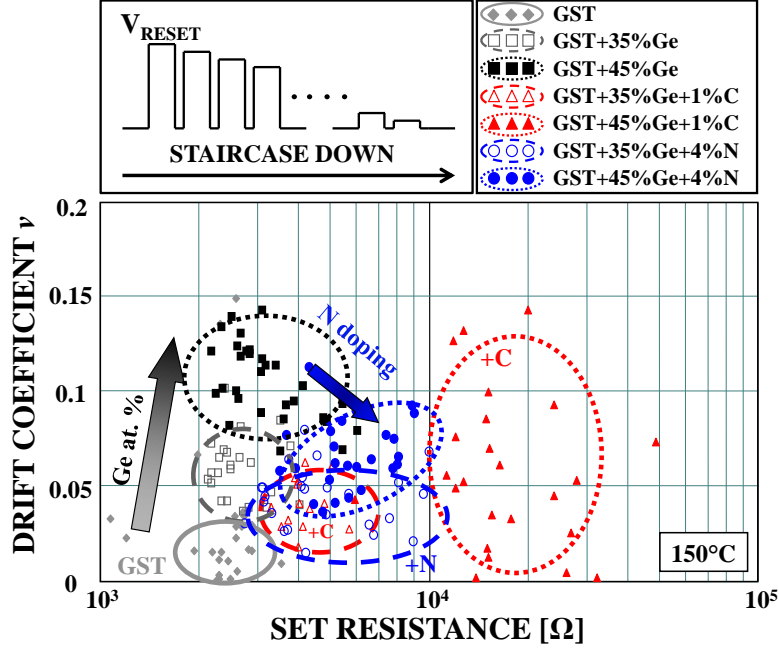 V_RESET
STAIRCASE DOWN
GST
GST+35%Ge
GST+45%Ge
GST+35%Ge+1%C
GST+45%Ge+1%C
GST+35%Ge+4%N
GST+45%Ge+4%N
DRIFT COEFFICIENT ν
0.2
0.15
0.1
0.05
0
Ge at. %
N doping
+C
+C
+N
GST
150°C
10³
10⁴
10⁵
SET RESISTANCE [Ω]